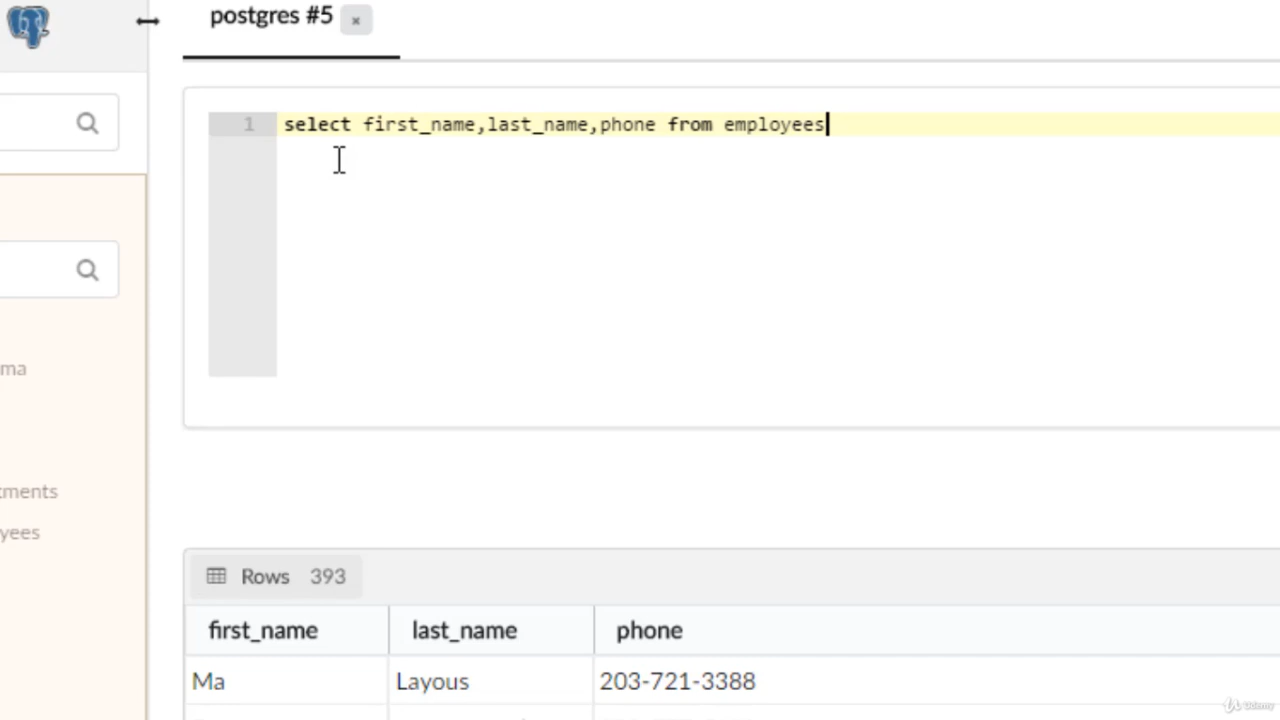 postgres #5 ×
1 select first_name,last_name,phone from employees
ma
tments
yees
Rows 393
first_name last_name phone
Ma Layous 203-721-3388
Udemy